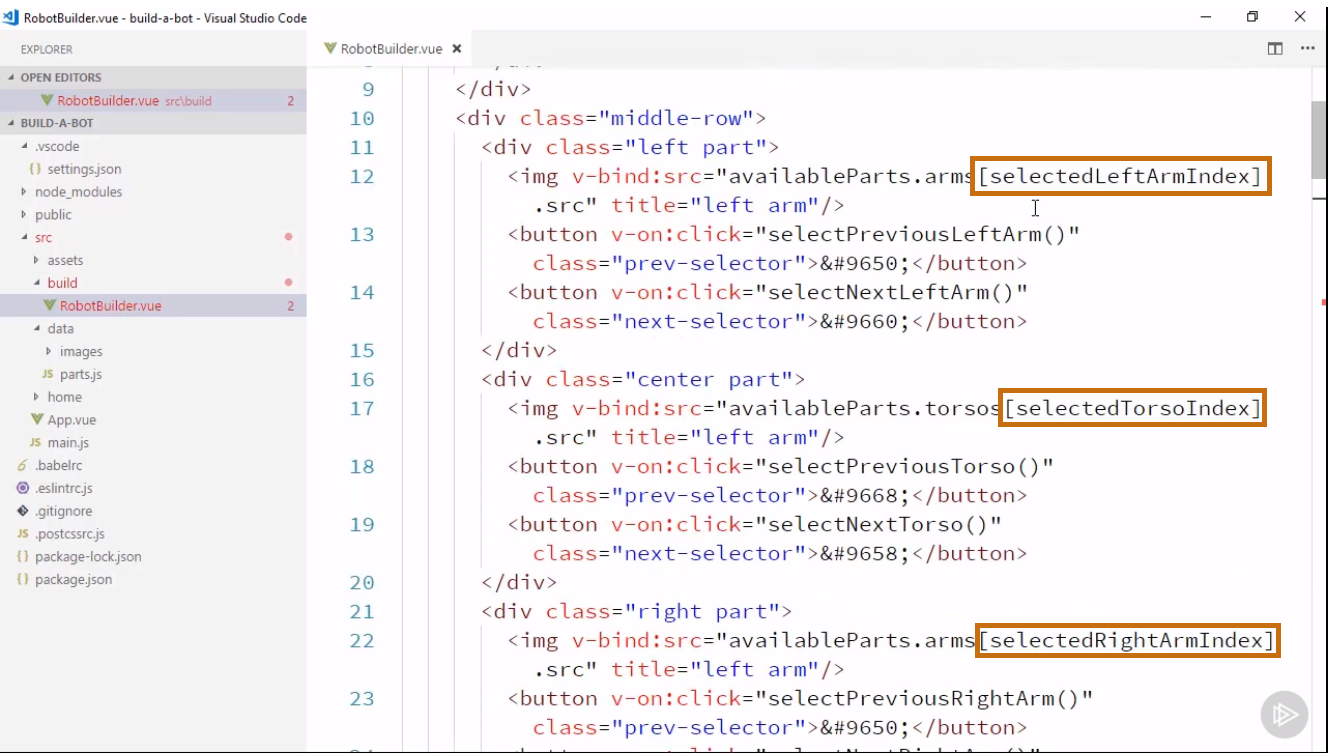 RobotBuilder.vue - build-a-bot - Visual Studio Code
EXPLORER
RobotBuilder.vue
OPEN EDITORS
RobotBuilder.vue src\build 2
BUILD-A-BOT
.vscode
settings.json
node_modules
public
src
assets
build
RobotBuilder.vue 2
data
images
JS parts.js
home
App.vue
JS main.js
.babelrc
.eslintrc.js
.gitignore
JS .postcssrc.js
package-lock.json
package.json
9 </div>
10 <div class="middle-row">
11 <div class="left part">
12 <img v-bind:src="availableParts.arms[selectedLeftArmIndex]
.src" title="left arm"/>
13 <button v-on:click="selectPreviousLeftArm()"
class="prev-selector">&#9650;</button>
14 <button v-on:click="selectNextLeftArm()"
class="next-selector">&#9660;</button>
15 </div>
16 <div class="center part">
17 <img v-bind:src="availableParts.torsos[selectedTorsoIndex]
.src" title="left arm"/>
18 <button v-on:click="selectPreviousTorso()"
class="prev-selector">&#9668;</button>
19 <button v-on:click="selectNextTorso()"
class="next-selector">&#9658;</button>
20 </div>
21 <div class="right part">
22 <img v-bind:src="availableParts.arms[selectedRightArmIndex]
.src" title="left arm"/>
23 <button v-on:click="selectPreviousRightArm()"
class="prev-selector">&#9650;</button>